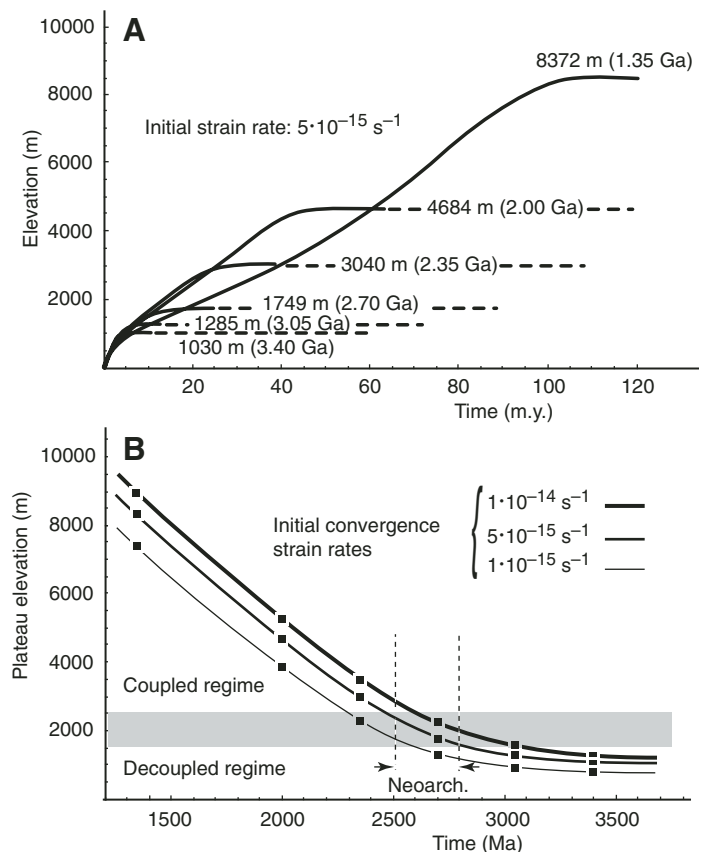 A
10000
8000
6000
4000
2000
Elevation (m)
8372 m (1.35 Ga)
Initial strain rate: 5·10⁻¹⁵ s⁻¹
4684 m (2.00 Ga)
3040 m (2.35 Ga)
1749 m (2.70 Ga)
1285 m (3.05 Ga)
1030 m (3.40 Ga)
20 40 60 80 100 120
Time (m.y.)
B
10000
8000
6000
4000
2000
Plateau elevation (m)
Initial convergence
strain rates
1·10⁻¹⁴ s⁻¹
5·10⁻¹⁵ s⁻¹
1·10⁻¹⁵ s⁻¹
Coupled regime
Decoupled regime
Neoarch.
1500 2000 2500 3000 3500
Time (Ma)